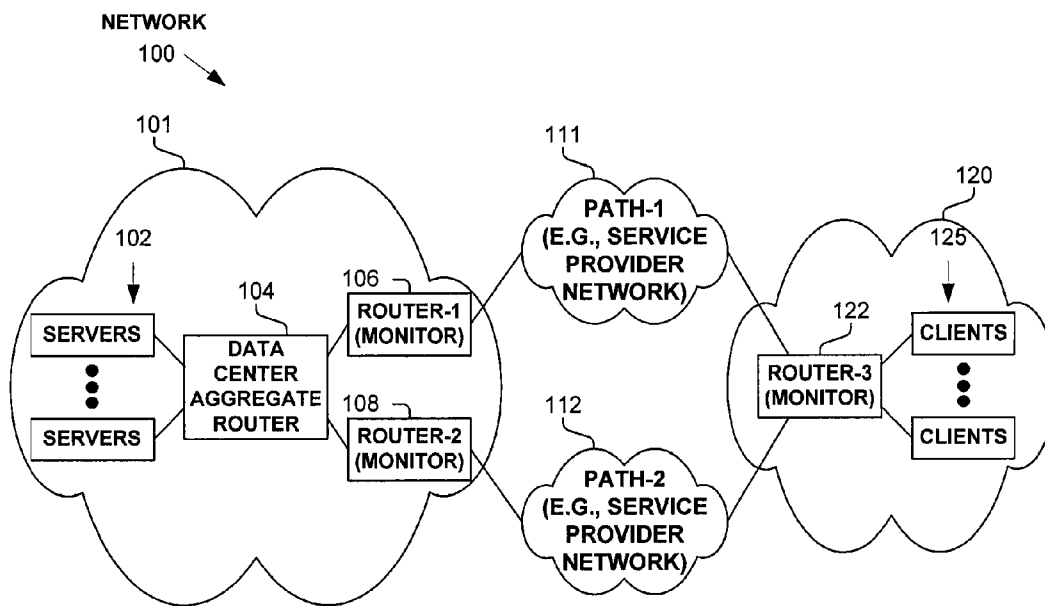 NETWORK
100
101
102
SERVERS
SERVERS
104
DATA
CENTER
AGGREGATE
ROUTER
106
ROUTER-1
(MONITOR)
108
ROUTER-2
(MONITOR)
111
PATH-1
(E.G., SERVICE
PROVIDER
NETWORK)
112
PATH-2
(E.G., SERVICE
PROVIDER
NETWORK)
120
122
ROUTER-3
(MONITOR)
125
CLIENTS
CLIENTS